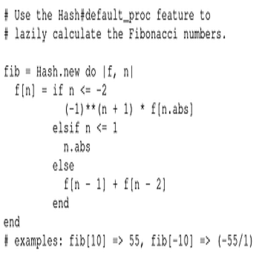 # Use the Hash#default_proc feature to
# lazily calculate the Fibonacci numbers.

fib = Hash.new do |f, n|
  f[n] = if n <= -2
           (-1)**(n + 1) * f[n.abs]
         elsif n <= 1
           n.abs
         else
           f[n - 1] + f[n - 2]
         end
end
# examples: fib[10] => 55, fib[-10] => (-55/1)